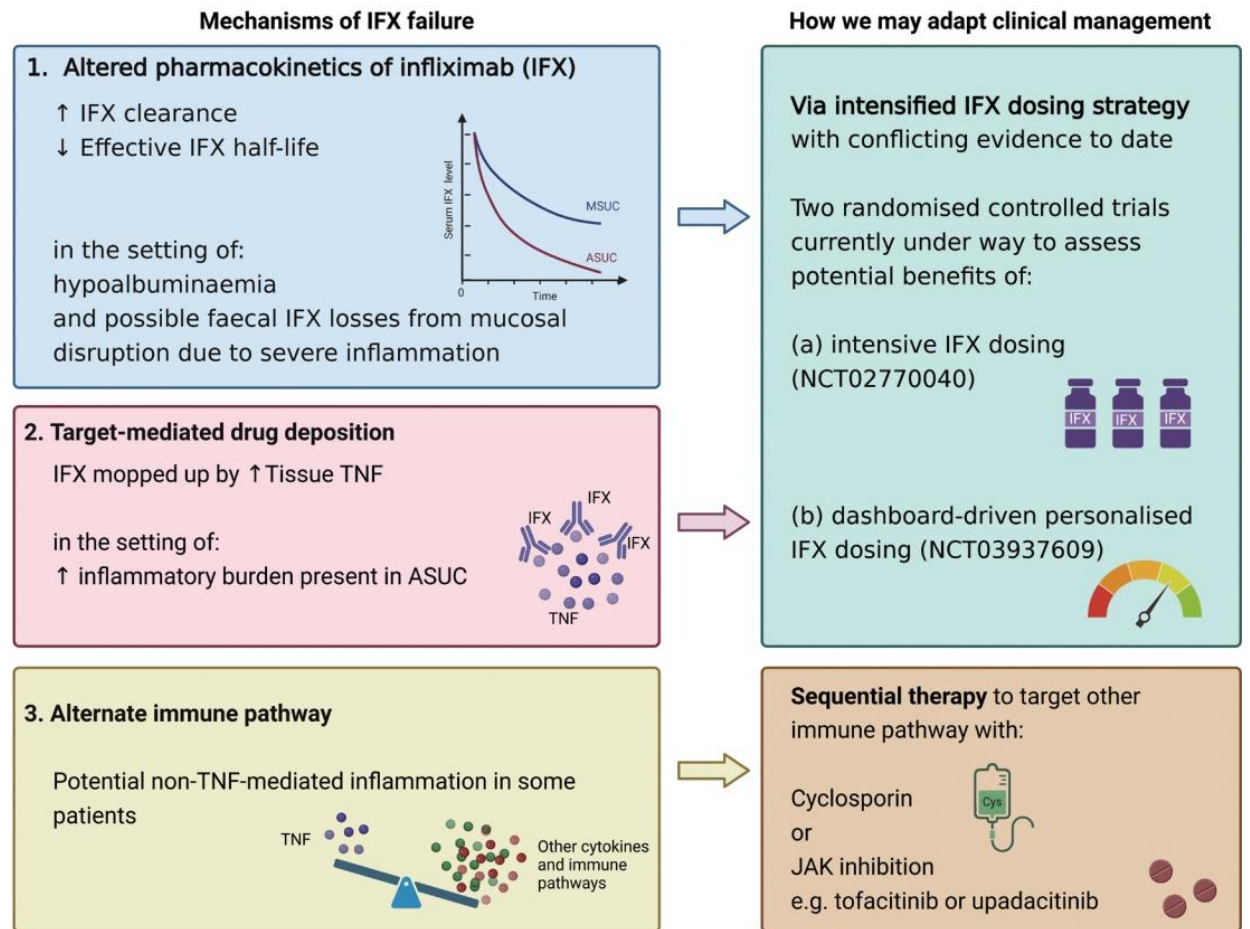 Mechanisms of IFX failure
How we may adapt clinical management
1. Altered pharmacokinetics of infliximab (IFX)
↑ IFX clearance
↓ Effective IFX half-life
Serum IFX level
MSUC
ASUC
0
Time
in the setting of:
hypoalbuminaemia
and possible faecal IFX losses from mucosal
disruption due to severe inflammation
2. Target-mediated drug deposition
IFX mopped up by ↑ Tissue TNF
in the setting of:
↑ inflammatory burden present in ASUC
IFX
IFX
IFX
TNF
3. Alternate immune pathway
Potential non-TNF-mediated inflammation in some
patients
TNF
Other cytokines
and immune
pathways
Via intensified IFX dosing strategy
with conflicting evidence to date
Two randomised controlled trials
currently under way to assess
potential benefits of:
(a) intensive IFX dosing
(NCT02770040)
IFX
IFX
IFX
(b) dashboard-driven personalised
IFX dosing (NCT03937609)
Sequential therapy to target other
immune pathway with:
Cys
Cyclosporin
or
JAK inhibition
e.g. tofacitinib or upadacitinib